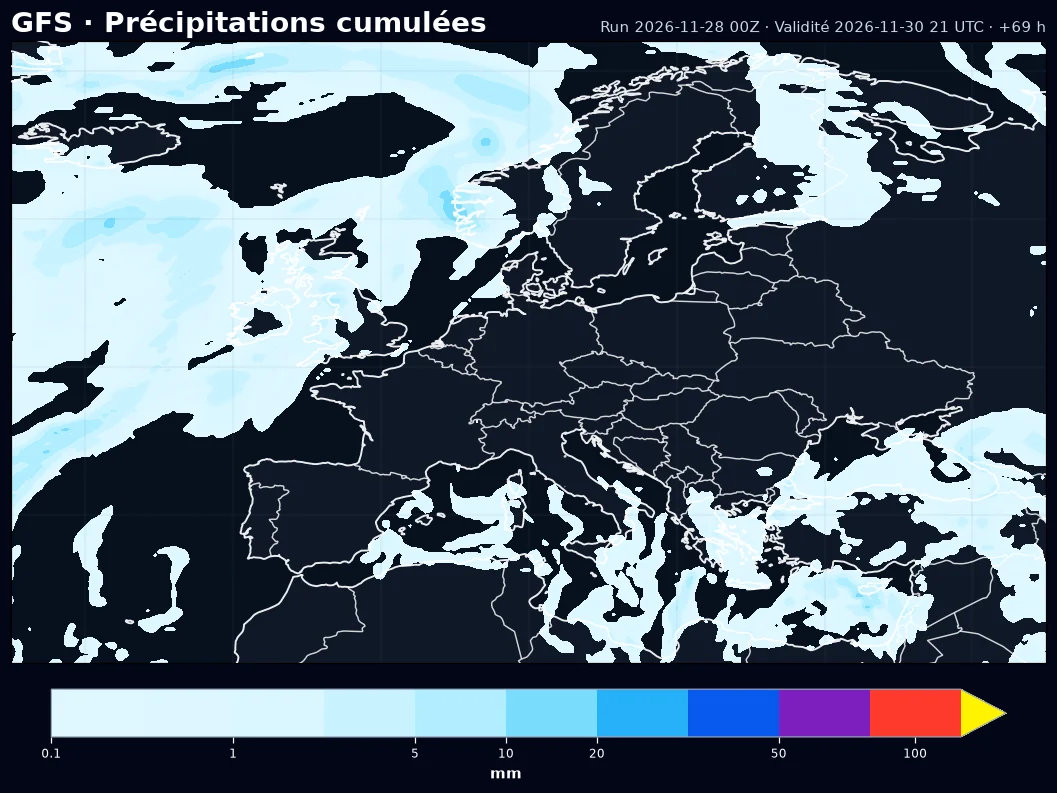 GFS · Précipitations cumulées
Run 2026-11-28 00Z · Validité 2026-11-30 21 UTC · +69 h
0.1 1 5 10 20 50 100
mm